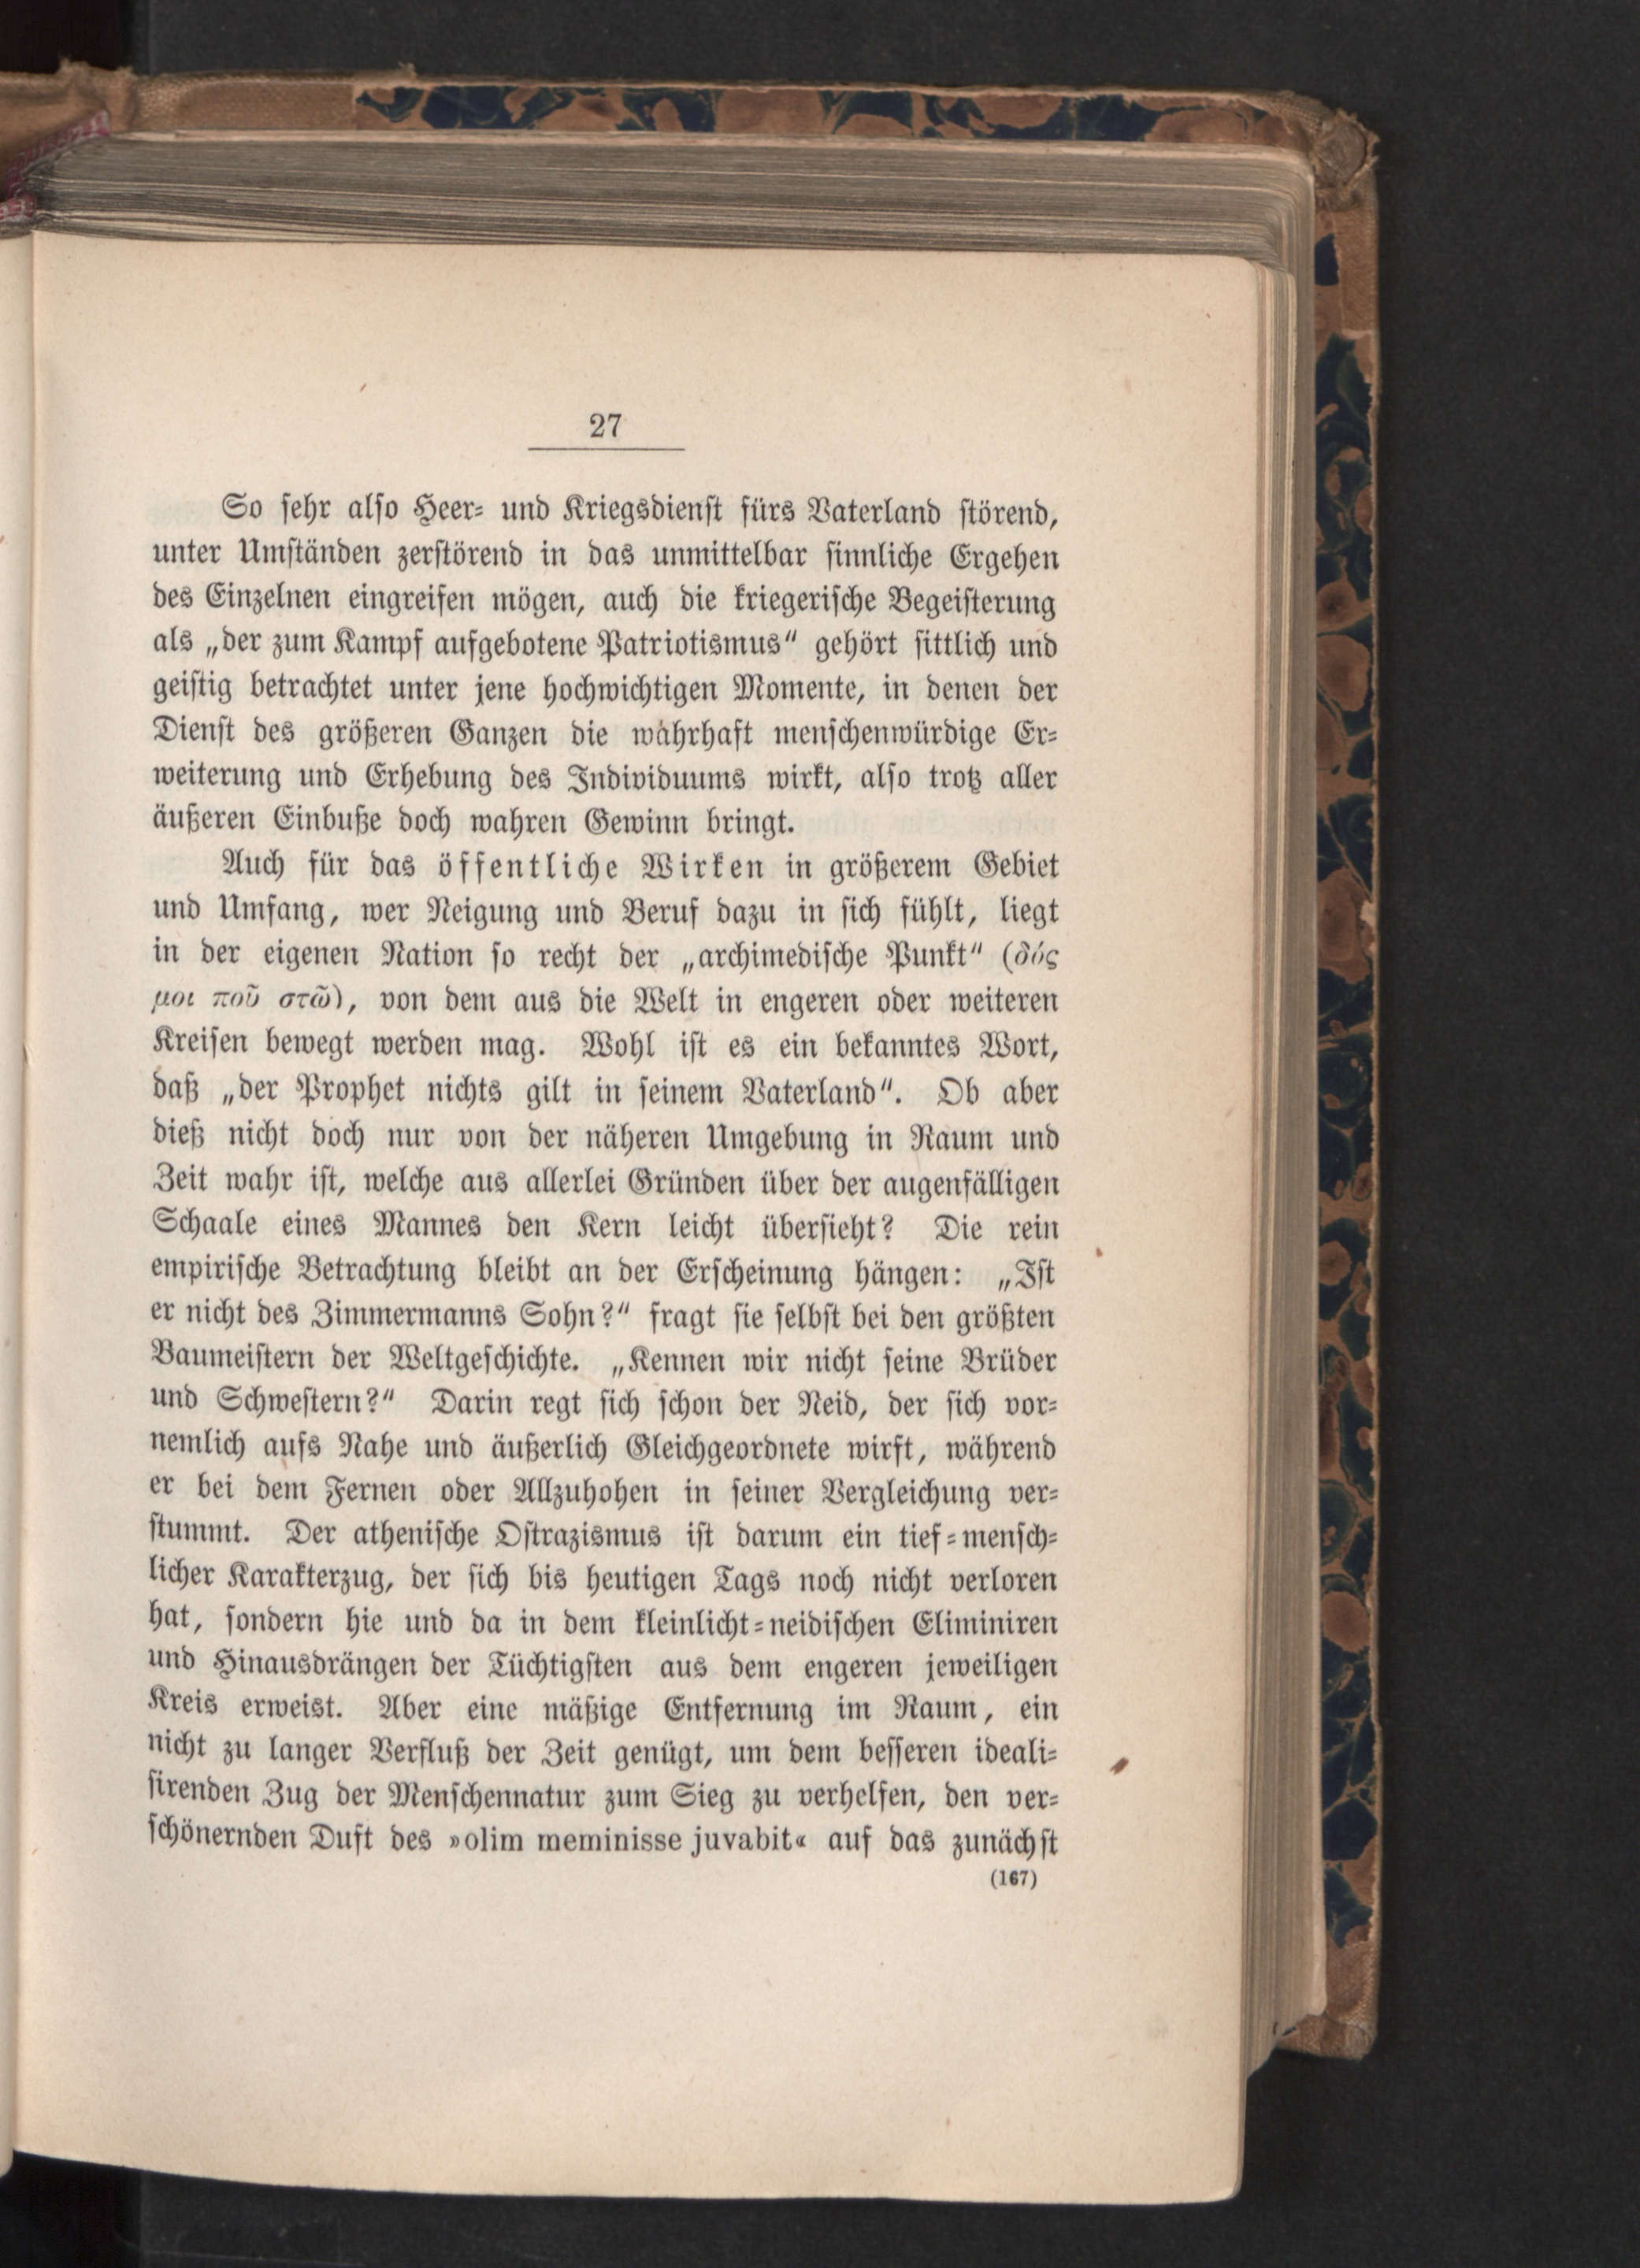 27
So sehr also Heer- und Kriegsdienst fürs Vaterland störend,
unter Umständen zerstörend in das unmittelbar sinnliche Ergehen
des Einzelnen eingreifen mögen, auch die kriegerische Begeisterung
als „der zum Kampf aufgebotene Patriotismus“ gehört sittlich und
geistig betrachtet unter jene hochwichtigen Momente, in denen der
Dienst des größeren Ganzen die wahrhaft menschenwürdige Er-
weiterung und Erhebung des Individuums wirkt, also trotz aller
äußeren Einbuße doch wahren Gewinn bringt.
Auch für das öffentliche Wirken in größerem Gebiet
und Umfang, wer Neigung und Beruf dazu in sich fühlt, liegt
in der eigenen Nation so recht der „archimedische Punkt“ (δός
μοι ποῦ στῶ), von dem aus die Welt in engeren oder weiteren
Kreisen bewegt werden mag. Wohl ist es ein bekanntes Wort,
daß „der Prophet nichts gilt in seinem Vaterland“. Ob aber
dieß nicht doch nur von der näheren Umgebung in Raum und
Zeit wahr ist, welche aus allerlei Gründen über der augenfälligen
Schaale eines Mannes den Kern leicht übersieht? Die rein
empirische Betrachtung bleibt an der Erscheinung hängen: „Ist
er nicht des Zimmermanns Sohn?“ fragt sie selbst bei den größten
Baumeistern der Weltgeschichte. „Kennen wir nicht seine Brüder
und Schwestern?“ Darin regt sich schon der Neid, der sich vor-
nemlich aufs Nahe und äußerlich Gleichgeordnete wirft, während
er bei dem Fernen oder Allzuhohen in seiner Vergleichung ver-
stummt. Der athenische Ostrazismus ist darum ein tief-mensch-
licher Karakterzug, der sich bis heutigen Tags noch nicht verloren
hat, sondern hie und da in dem kleinlicht-neidischen Eliminiren
und Hinausdrängen der Tüchtigsten aus dem engeren jeweiligen
Kreis erweist. Aber eine mäßige Entfernung im Raum, ein
nicht zu langer Verfluß der Zeit genügt, um dem besseren ideali-
sirenden Zug der Menschennatur zum Sieg zu verhelfen, den ver-
schönernden Duft des »olim meminisse juvabit« auf das zunächst
(167)